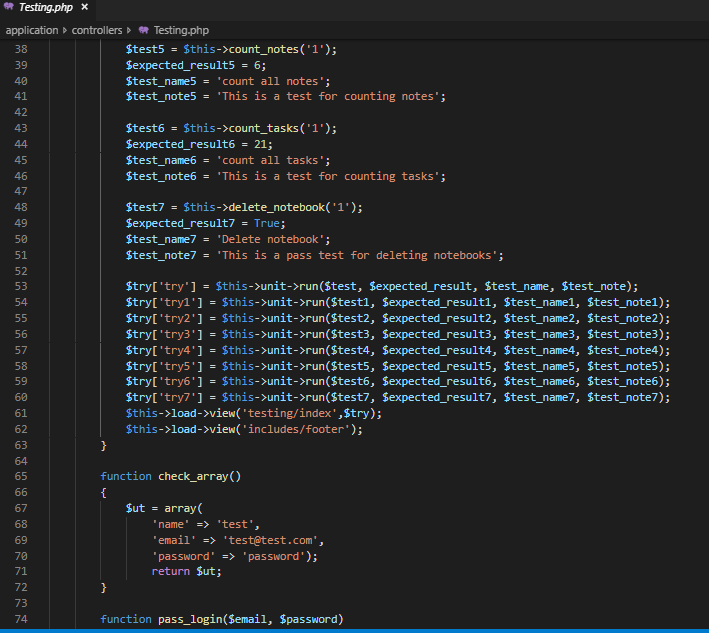 Testing.php ×
application › controllers › Testing.php
38 $test5 = $this->count_notes('1');
39 $expected_result5 = 6;
40 $test_name5 = 'count all notes';
41 $test_note5 = 'This is a test for counting notes';
42
43 $test6 = $this->count_tasks('1');
44 $expected_result6 = 21;
45 $test_name6 = 'count all tasks';
46 $test_note6 = 'This is a test for counting tasks';
47
48 $test7 = $this->delete_notebook('1');
49 $expected_result7 = True;
50 $test_name7 = 'Delete notebook';
51 $test_note7 = 'This is a pass test for deleting notebooks';
52
53 $try['try'] = $this->unit->run($test, $expected_result, $test_name, $test_note);
54 $try['try1'] = $this->unit->run($test1, $expected_result1, $test_name1, $test_note1);
55 $try['try2'] = $this->unit->run($test2, $expected_result2, $test_name2, $test_note2);
56 $try['try3'] = $this->unit->run($test3, $expected_result3, $test_name3, $test_note3);
57 $try['try4'] = $this->unit->run($test4, $expected_result4, $test_name4, $test_note4);
58 $try['try5'] = $this->unit->run($test5, $expected_result5, $test_name5, $test_note5);
59 $try['try6'] = $this->unit->run($test6, $expected_result6, $test_name6, $test_note6);
60 $try['try7'] = $this->unit->run($test7, $expected_result7, $test_name7, $test_note7);
61 $this->load->view('testing/index',$try);
62 $this->load->view('includes/footer');
63 }
64
65 function check_array()
66 {
67 $ut = array(
68 'name' => 'test',
69 'email' => 'test@test.com',
70 'password' => 'password');
71 return $ut;
72 }
73
74 function pass_login($email, $password)